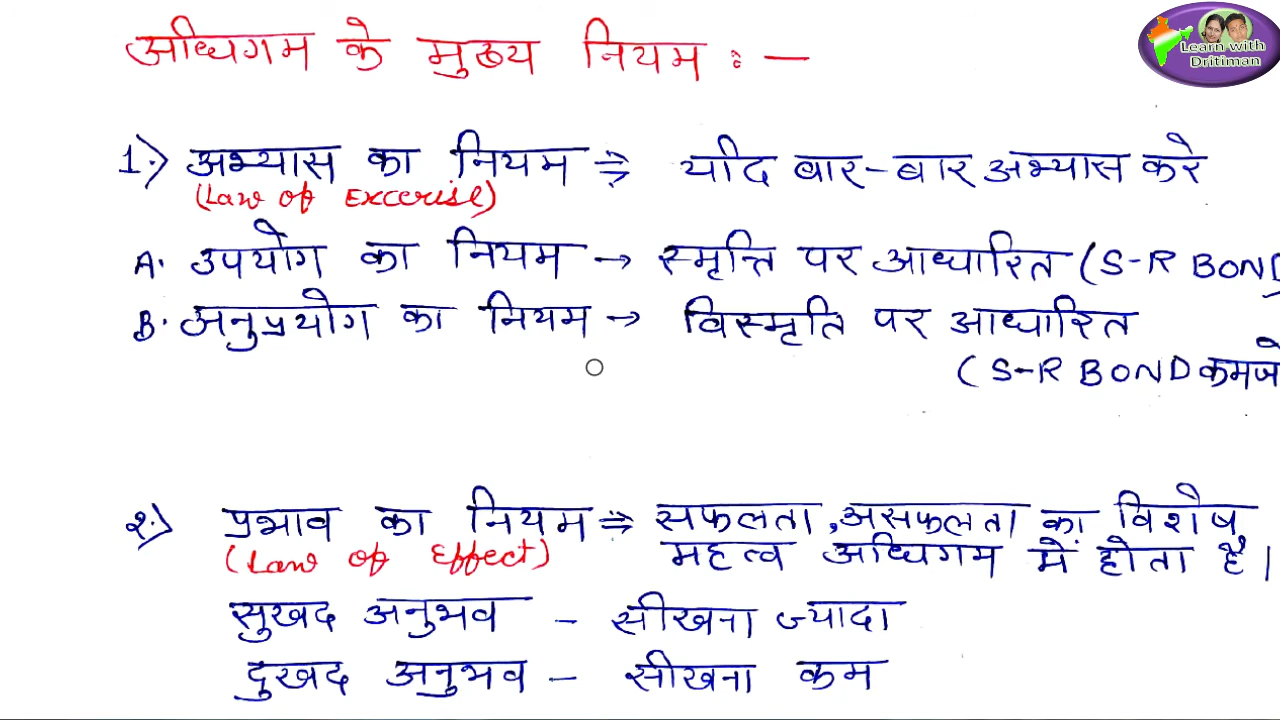 Learn with
Dritiman
अधिगम के मुख्य नियम :-
1.) अभ्यास का नियम ⇒ यदि बार-बार अभ्यास करे
(Law of Excerise)
A. उपयोग का नियम → स्मृत्ति पर आधारित (S-R BOND
B. अनुप्रयोग का नियम → विस्मृति पर आधारित
(S-R BOND कमजो
२.) प्रभाव का नियम ⇒ सफलता, असफलता का विशेष
(Law of Effect) महत्व अधिगम में होता है।
सुखद अनुभव - सीखना ज्यादा
दुखद अनुभव - सीखना कम